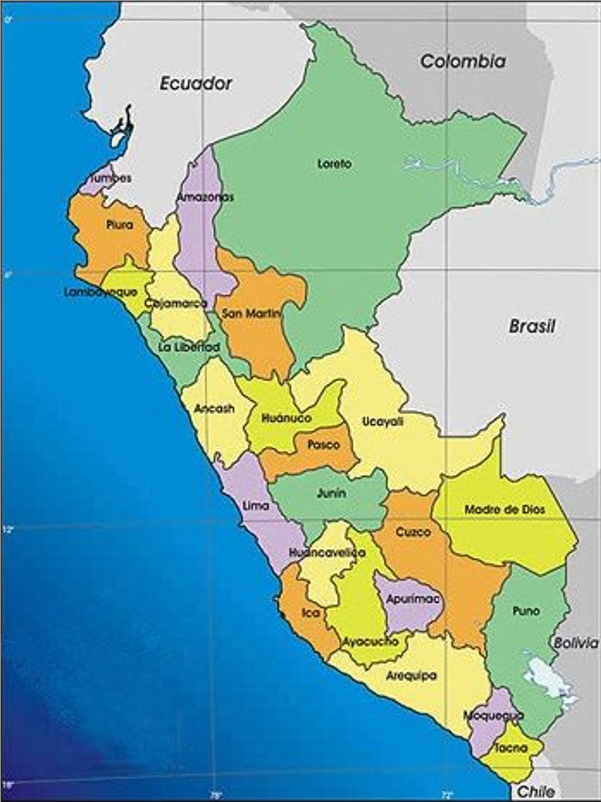 0°
Colombia
Ecuador
Loreto
Tumbes
Amazonas
Piura
6°
Lambayeque
Cajamarca
San Martín
Brasil
La Libertad
Ancash
Huánuco
Ucayali
Pasco
Junín
Lima
Madre de Dios
12°
Cuzco
Huancavelica
Apurímac
Ica
Puno
Ayacucho
Bolivia
Arequipa
Moquegua
Tacna
18°
78°
72°
Chile